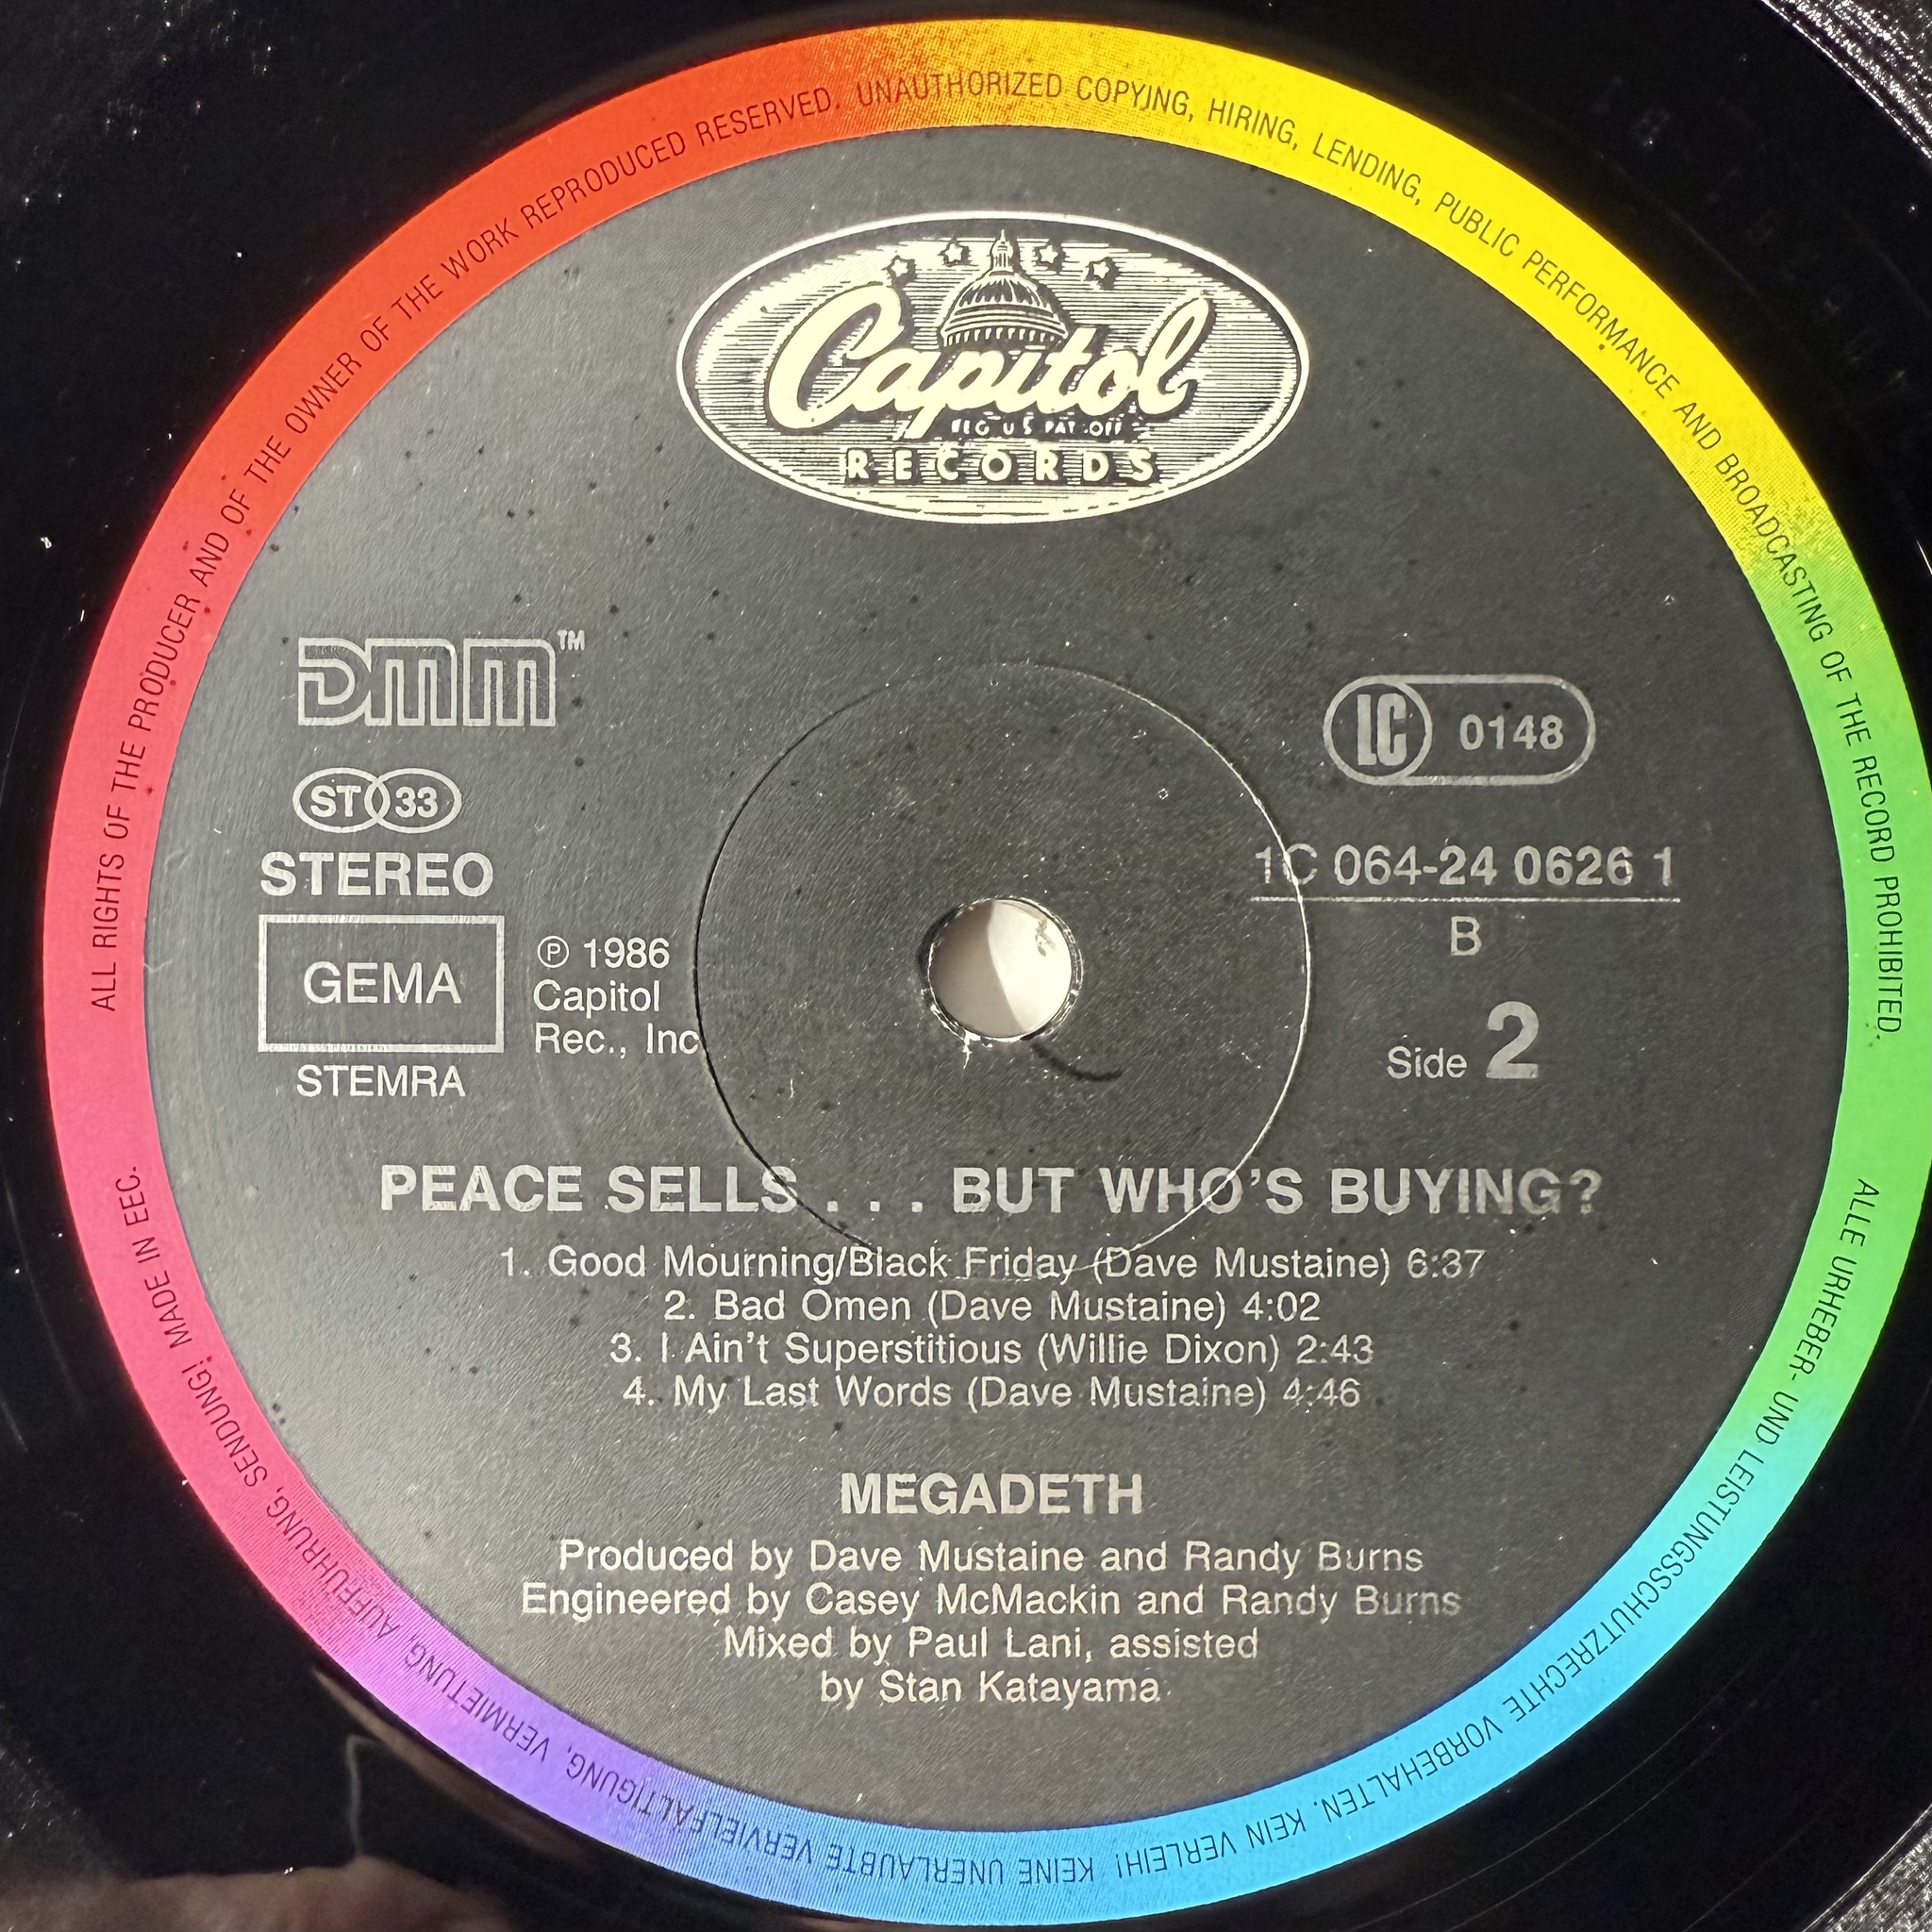 ALL RIGHTS OF THE PRODUCER AND OF THE OWNER OF THE WORK REPRODUCED RESERVED. UNAUTHORIZED COPYING, HIRING, LENDING, PUBLIC PERFORMANCE AND BROADCASTING OF THE RECORD PROHIBITED.
Capitol
REG. U.S. PAT. OFF.
RECORDS
DMM™
ST 33
STEREO
GEMA
STEMRA
℗ 1986
Capitol
Rec., Inc
LC 0148
1C 064-24 0626 1
B
Side 2
PEACE SELLS . . . BUT WHO'S BUYING?
1. Good Mourning/Black Friday (Dave Mustaine) 6:37
2. Bad Omen (Dave Mustaine) 4:02
3. I Ain't Superstitious (Willie Dixon) 2:43
4. My Last Words (Dave Mustaine) 4:46
MEGADETH
Produced by Dave Mustaine and Randy Burns
Engineered by Casey McMackin and Randy Burns
Mixed by Paul Lani, assisted
by Stan Katayama
ALLE URHEBER- UND LEISTUNGSSCHUTZRECHTE VORBEHALTEN. KEIN VERLEIH! KEINE UNERLAUBTE VERVIELFÄLTIGUNG, VERMIETUNG, AUFFÜHRUNG, SENDUNG! MADE IN EEC.